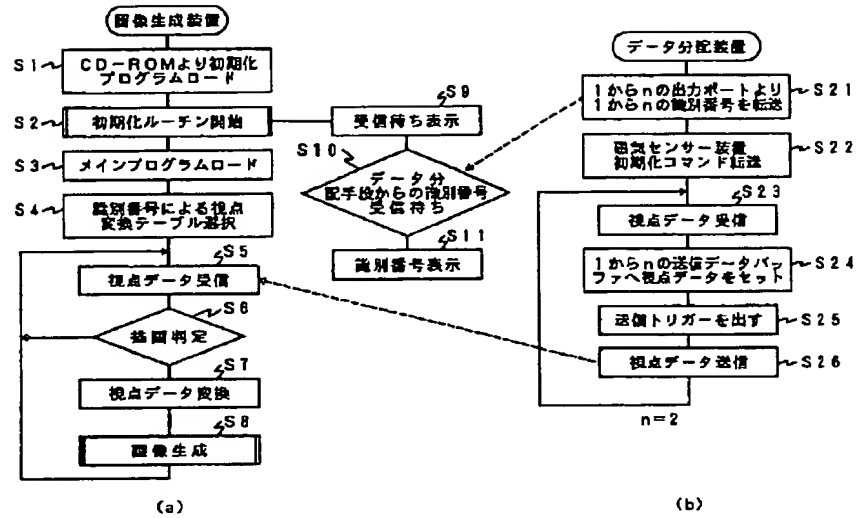 画像生成装置
S1
CD-ROMより初期化
プログラムロード
S2
初期化ルーチン開始
S3
メインプログラムロード
S4
識別番号による視点
変換テーブル選択
S5
視点データ受信
S6
描画判定
S7
視点データ変換
S8
画像生成
(a)
S9
受信待ち表示
S10
データ分
配手段からの識別番号
受信待ち
S11
識別番号表示
データ分配装置
1からnの出力ポートより
1からnの識別番号を転送
S21
磁気センサー装置
初期化コマンド転送
S22
S23
視点データ受信
1からnの送信データバッ
ファへ視点データをセット
S24
送信トリガーを出す
S25
視点データ送信
S26
n=2
(b)